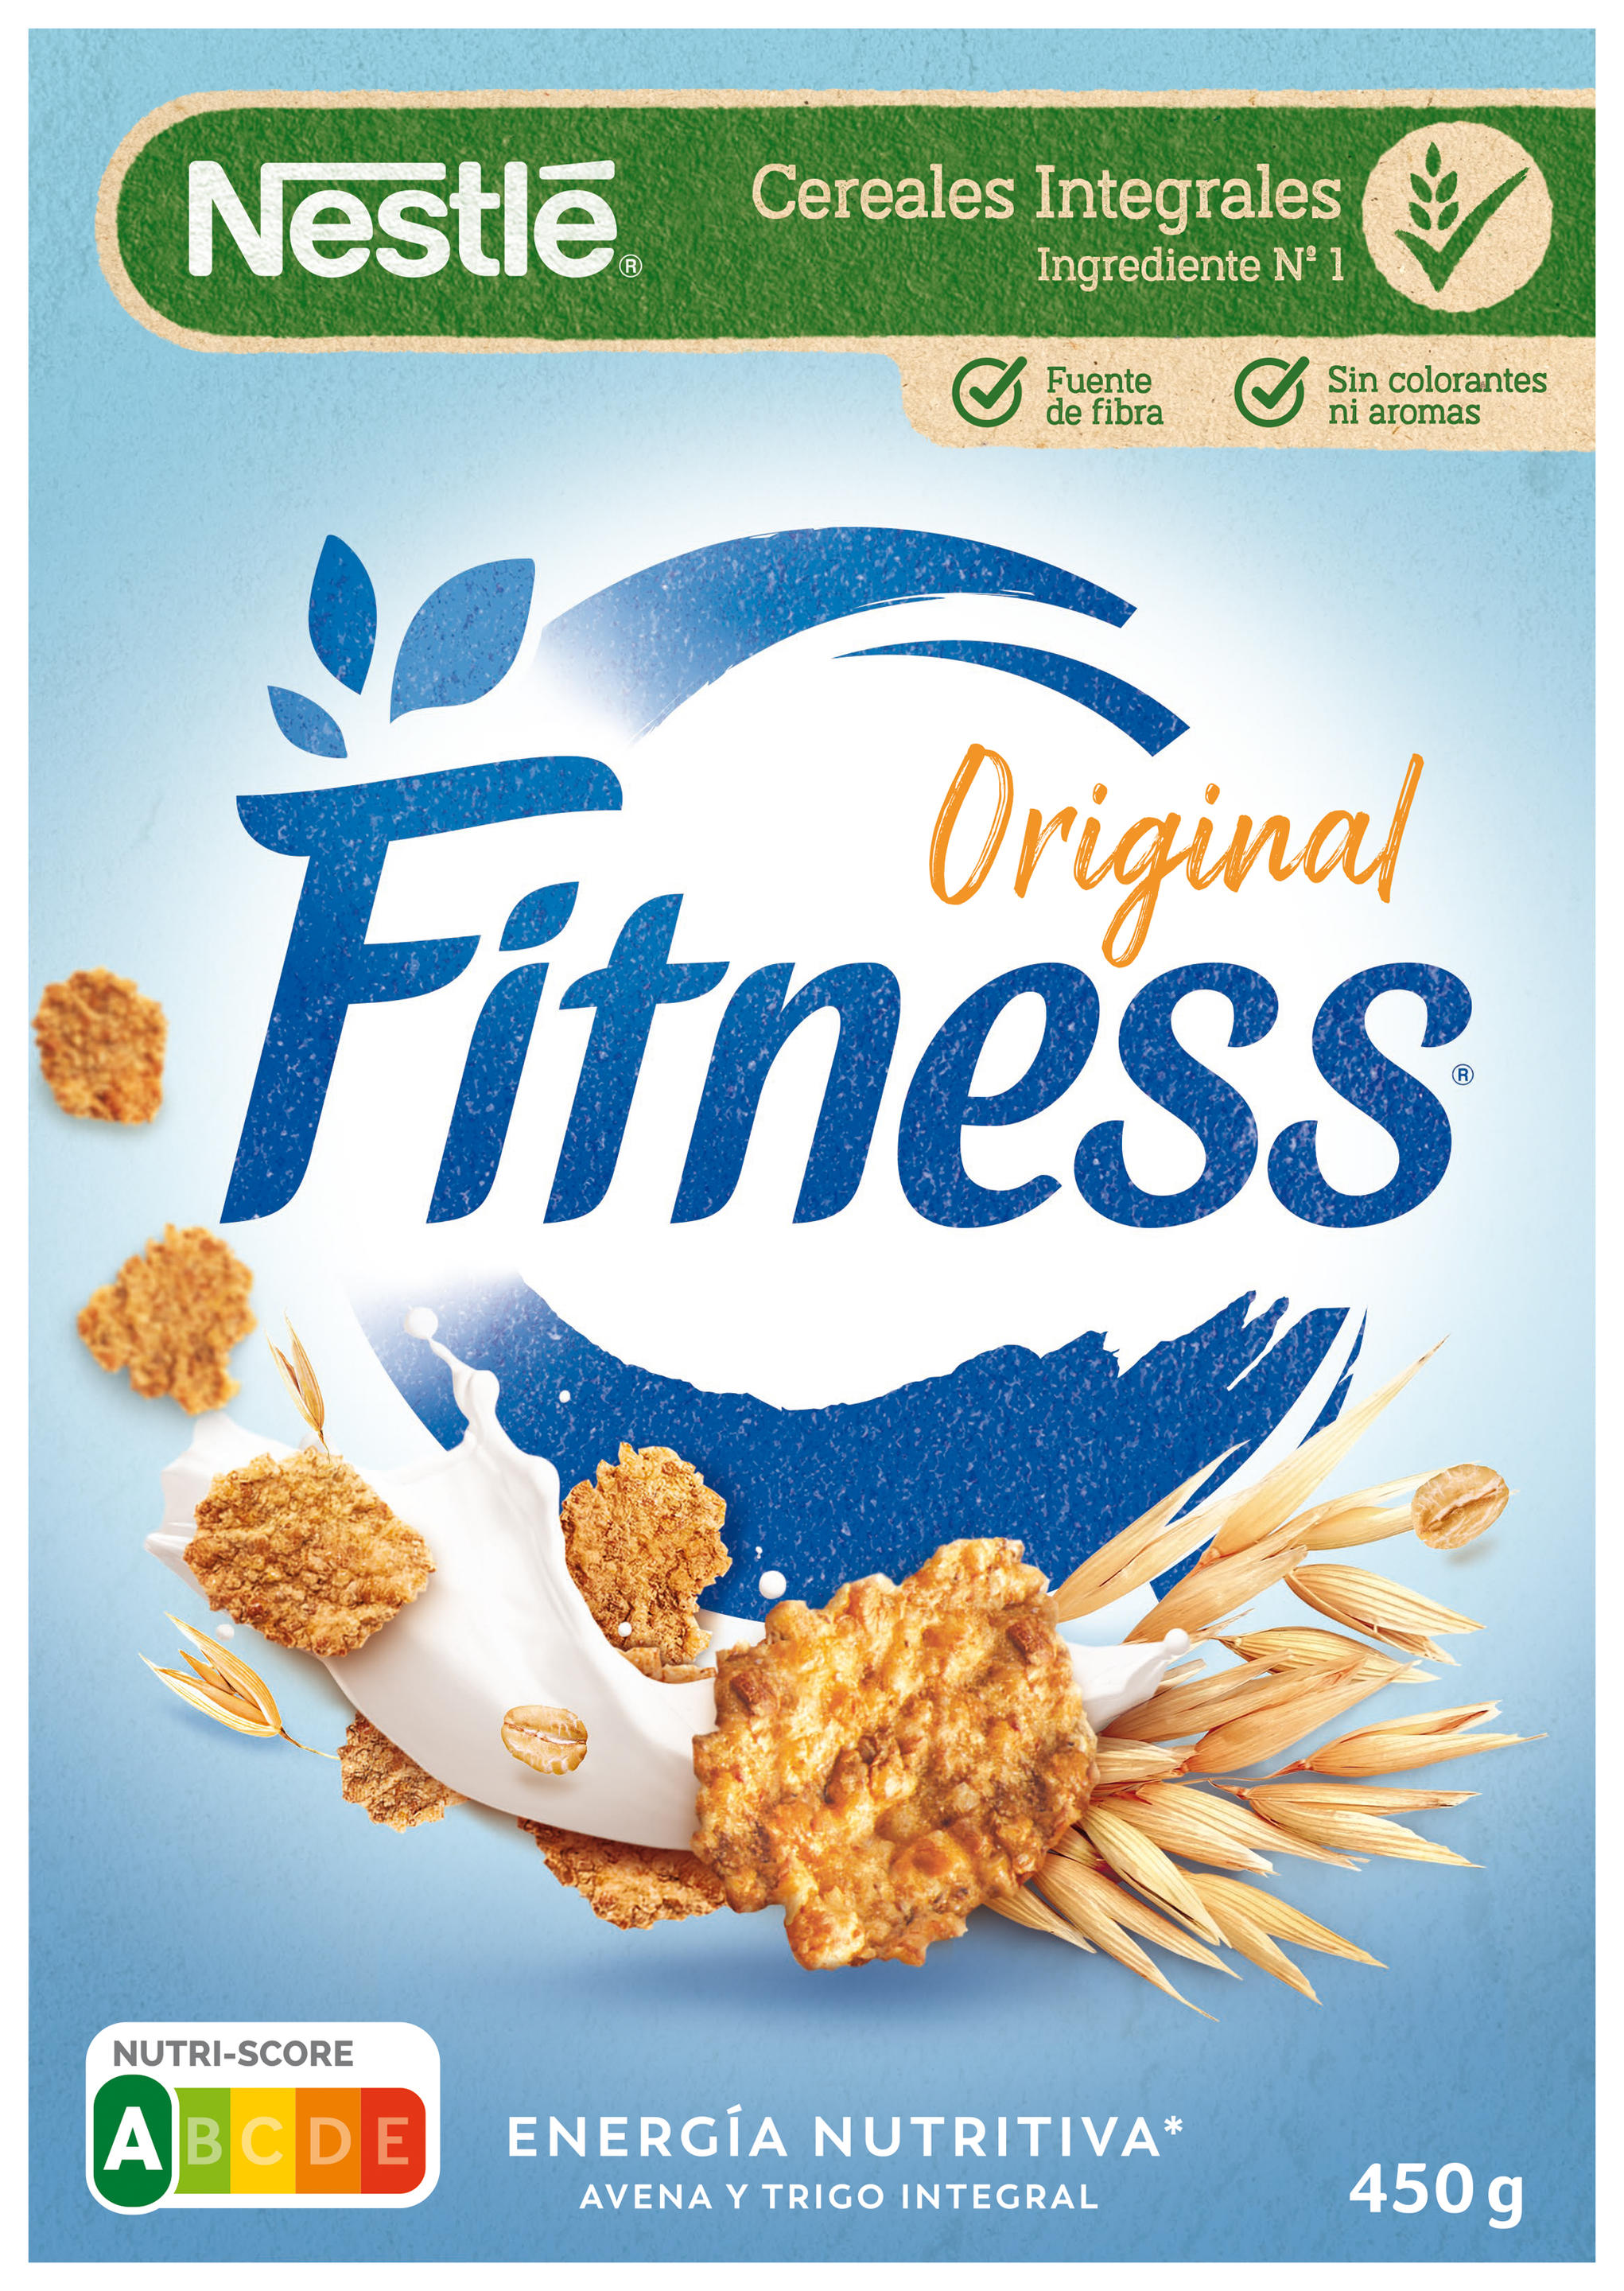 Nestlé®
Cereales Integrales
Ingrediente Nº 1
Fuente
de fibra
Sin colorantes
ni aromas
Original
Fitness®
NUTRI-SCORE
A B C D E
ENERGÍA NUTRITIVA*
AVENA Y TRIGO INTEGRAL
450 g